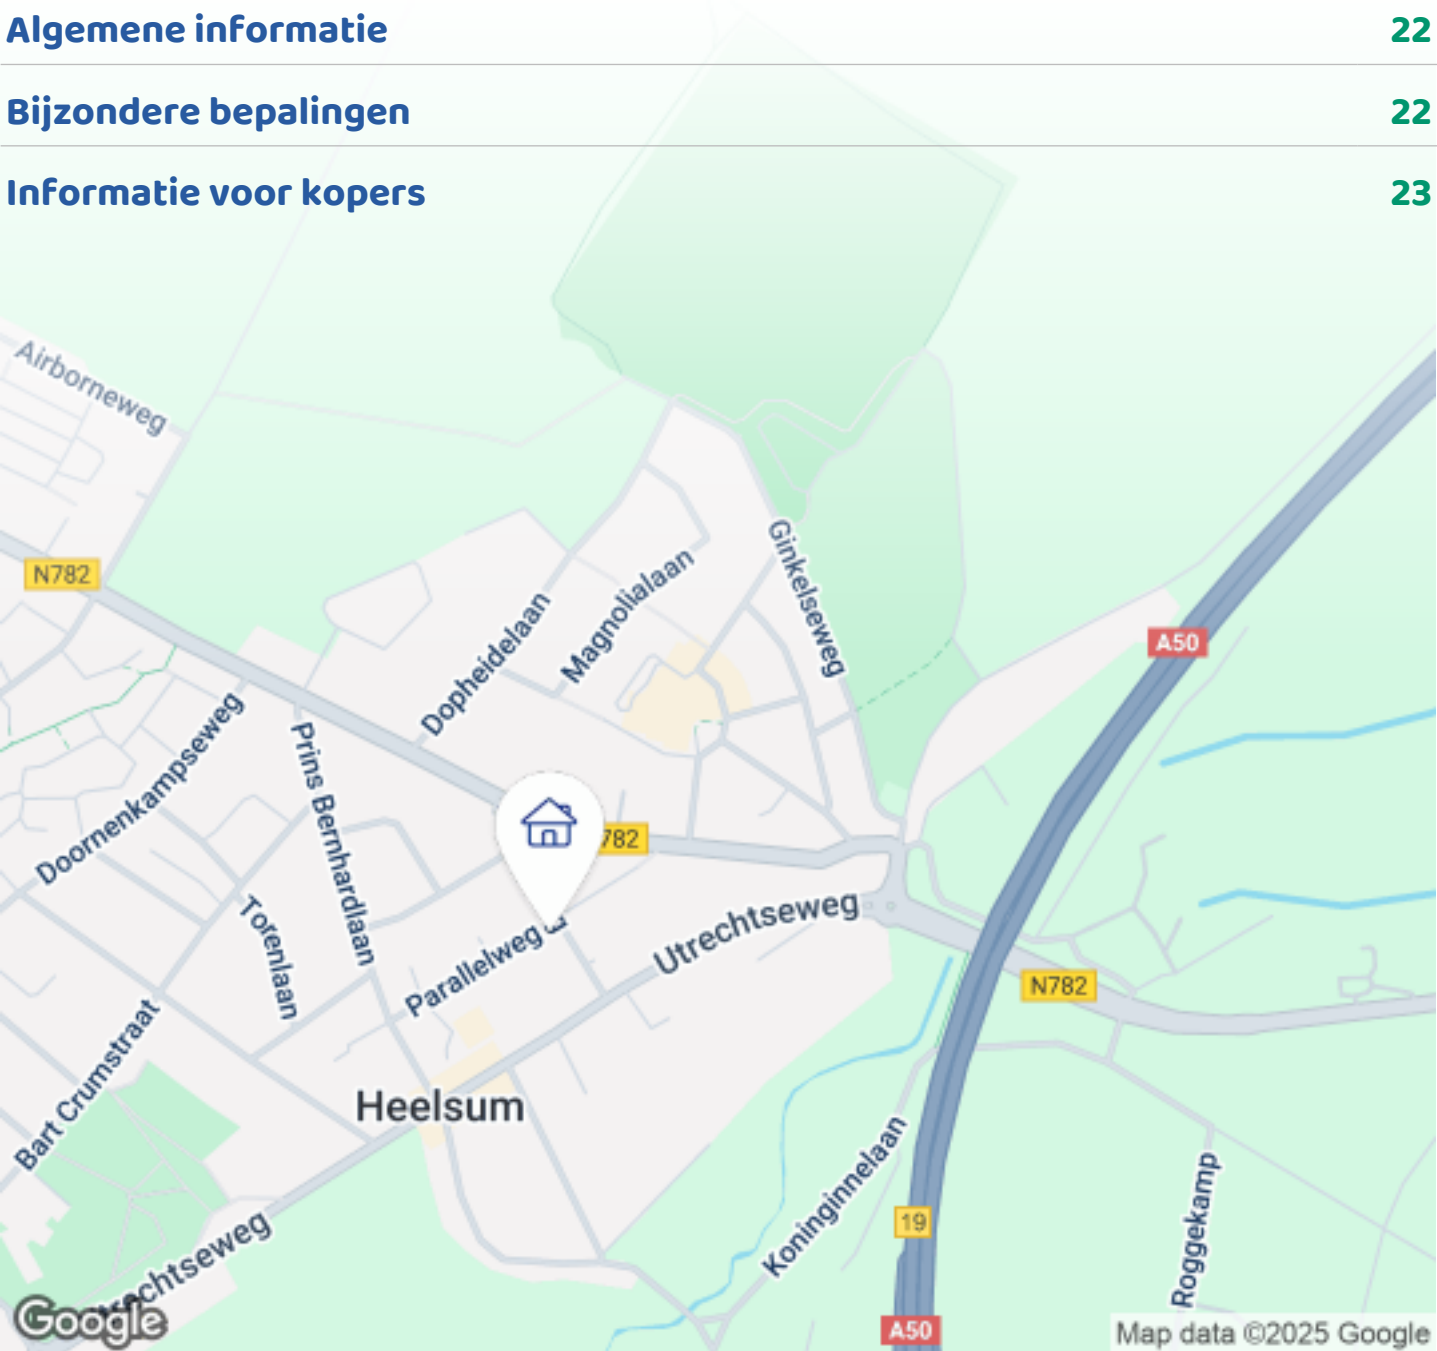 Algemene informatie 22
Bijzondere bepalingen 22
Informatie voor kopers 23
Airborneweg
N782
Ginkelseweg
Magnolialaan
Dopheidelaan
A50
Doornenkampseweg
Prins Bernhardlaan
782
Torenlaan
Parallelweg
Utrechtseweg
N782
Bart Crumstraat
Heelsum
Koninginnelaan
Roggekamp
19
rechtseweg
Google
A50
Map data ©2025 Google